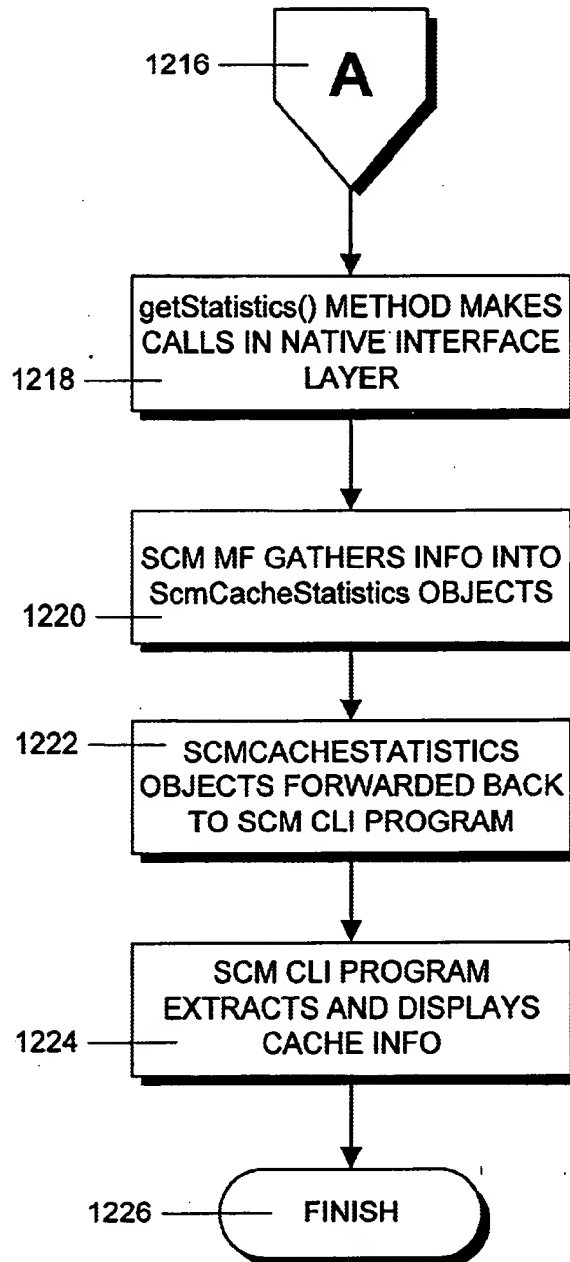 1216
A
getStatistics() METHOD MAKES
CALLS IN NATIVE INTERFACE
LAYER
1218
SCM MF GATHERS INFO INTO
ScmCacheStatistics OBJECTS
1220
1222
SCMCACHESTATISTICS
OBJECTS FORWARDED BACK
TO SCM CLI PROGRAM
SCM CLI PROGRAM
EXTRACTS AND DISPLAYS
CACHE INFO
1224
1226
FINISH